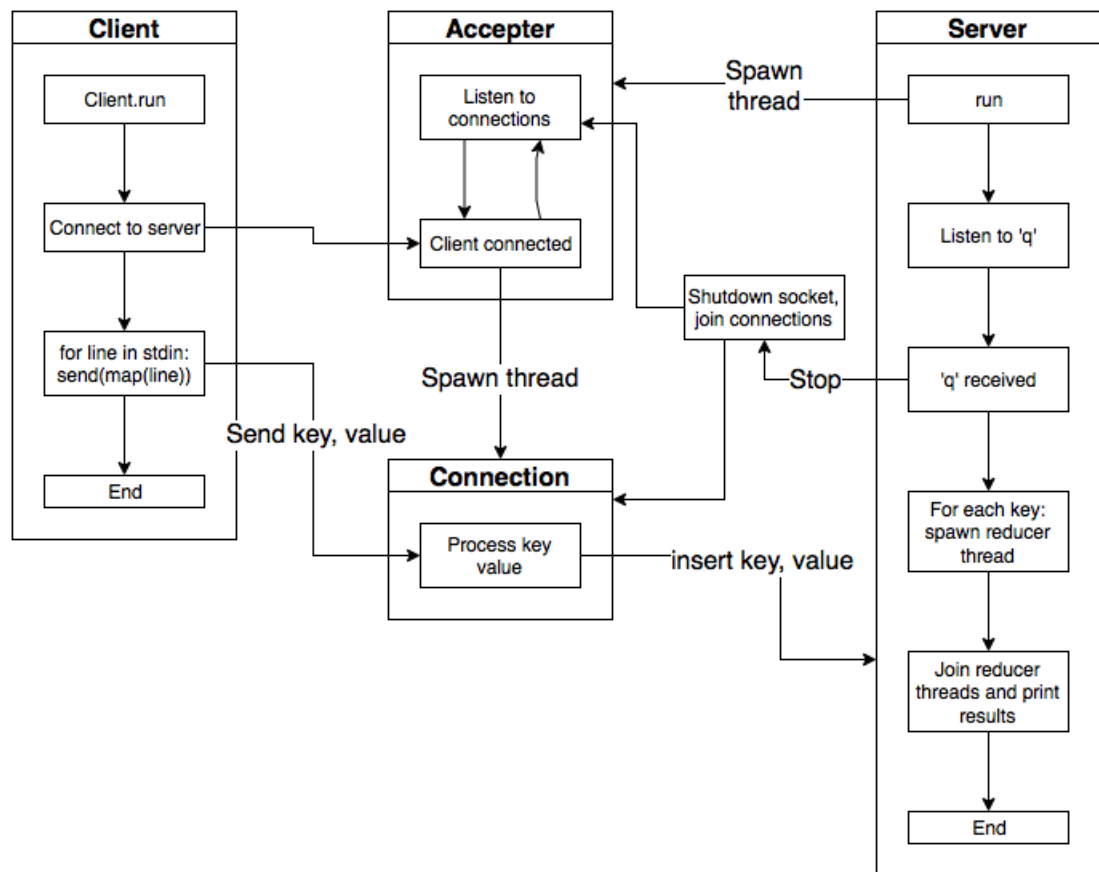 Client
Client.run
Connect to server
for line in stdin:
send(map(line))
End
Send key, value
Accepter
Listen to
connections
Client connected
Spawn thread
Connection
Process key
value
Spawn
thread
Shutdown socket,
join connections
Stop
insert key, value
Server
run
Listen to 'q'
'q' received
For each key:
spawn reducer
thread
Join reducer
threads and print
results
End